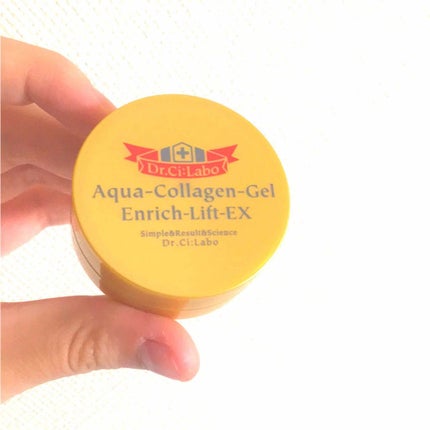 Dr.Ci:Labo
Aqua-Collagen-Gel
Enrich-Lift-EX
Simple&Result&Science
Dr.Ci:Labo